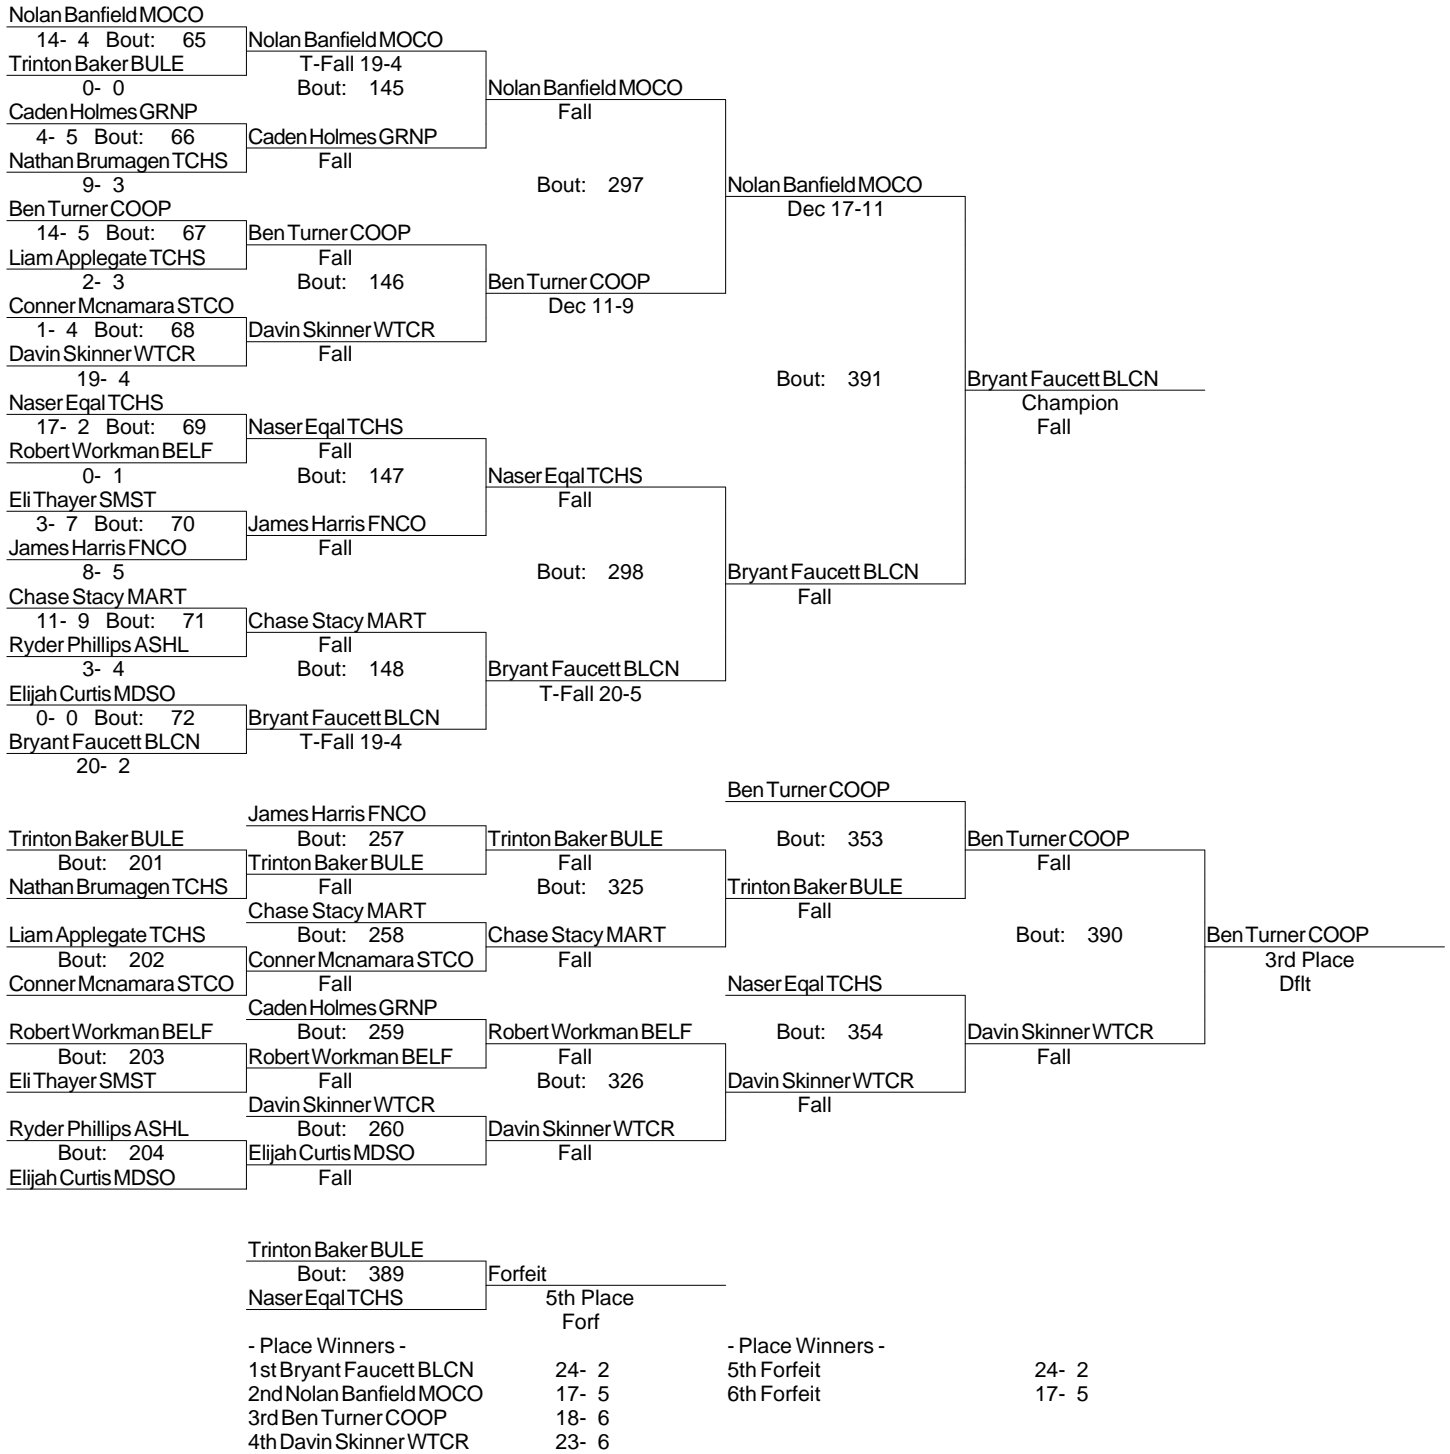 Nolan Banfield MOCO
14- 4 Bout: 65 Nolan Banfield MOCO
Trinton Baker BULE T-Fall 19-4
0- 0 Bout: 145 Nolan Banfield MOCO
Caden Holmes GRNP Fall
4- 5 Bout: 66 Caden Holmes GRNP
Nathan Brumagen TCHS Fall
9- 3 Bout: 297 Nolan Banfield MOCO
Ben Turner COOP Dec 17-11
14- 5 Bout: 67 Ben Turner COOP
Liam Applegate TCHS Fall
2- 3 Bout: 146 Ben Turner COOP
Conner Mcnamara STCO Dec 11-9
1- 4 Bout: 68 Davin Skinner WTCR
Davin Skinner WTCR Fall
19- 4 Bout: 391 Bryant Faucett BLCN
Naser Eqal TCHS Champion
17- 2 Bout: 69 Naser Eqal TCHS Fall
Robert Workman BELF Fall
0- 1 Bout: 147 Naser Eqal TCHS
Eli Thayer SMST Fall
3- 7 Bout: 70 James Harris FNCO
James Harris FNCO Fall
8- 5 Bout: 298 Bryant Faucett BLCN
Chase Stacy MART Fall
11- 9 Bout: 71 Chase Stacy MART
Ryder Phillips ASHL Fall
3- 4 Bout: 148 Bryant Faucett BLCN
Elijah Curtis MDSO T-Fall 20-5
0- 0 Bout: 72 Bryant Faucett BLCN
Bryant Faucett BLCN T-Fall 19-4
20- 2
Ben Turner COOP
James Harris FNCO
Trinton Baker BULE Bout: 257 Trinton Baker BULE Bout: 353 Ben Turner COOP
Bout: 201 Trinton Baker BULE Fall Fall
Nathan Brumagen TCHS Fall Bout: 325 Trinton Baker BULE
Chase Stacy MART Fall
Liam Applegate TCHS Bout: 258 Chase Stacy MART Bout: 390 Ben Turner COOP
Bout: 202 Conner Mcnamara STCO Fall 3rd Place
Conner Mcnamara STCO Fall Naser Eqal TCHS Dflt
Caden Holmes GRNP
Robert Workman BELF Bout: 259 Robert Workman BELF Bout: 354 Davin Skinner WTCR
Bout: 203 Robert Workman BELF Fall Fall
Eli Thayer SMST Fall Bout: 326 Davin Skinner WTCR
Davin Skinner WTCR Fall
Ryder Phillips ASHL Bout: 260 Davin Skinner WTCR
Bout: 204 Elijah Curtis MDSO Fall
Elijah Curtis MDSO Fall
Trinton Baker BULE
Bout: 389 Forfeit
Naser Eqal TCHS 5th Place
Forf
- Place Winners - - Place Winners -
1st Bryant Faucett BLCN 24- 2 5th Forfeit 24- 2
2nd Nolan Banfield MOCO 17- 5 6th Forfeit 17- 5
3rd Ben Turner COOP 18- 6
4th Davin Skinner WTCR 23- 6